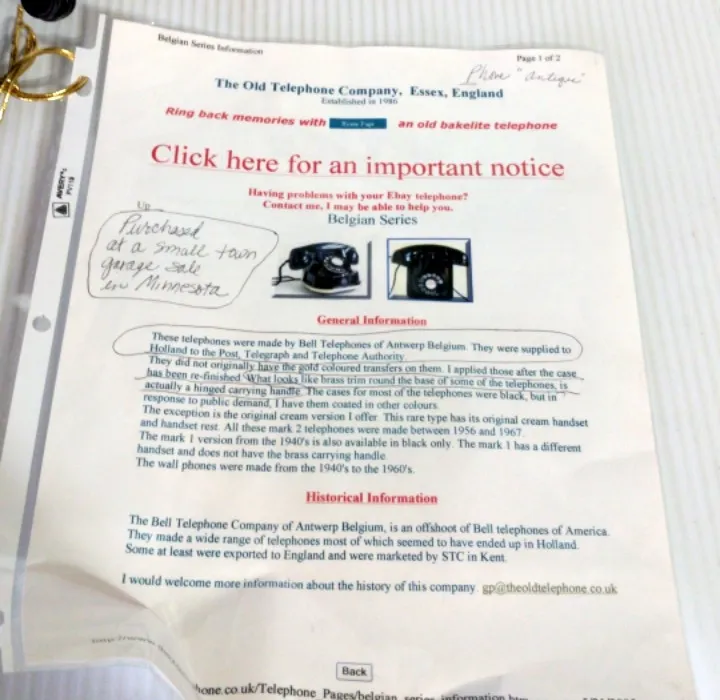 Belgian Series Information
Page 1 of 2
Phone "antique"
The Old Telephone Company, Essex, England
Established in 1986
Ring back memories with Home Page an old bakelite telephone
Click here for an important notice
Having problems with your Ebay telephone?
Contact me, I may be able to help you.
Up
Belgian Series
AVERY
Purchased
at a small town
garage sale
in Minnesota
General Information
These telephones were made by Bell Telephones of Antwerp Belgium. They were supplied to
Holland to the Post, Telegraph and Telephone Authority.
They did not originally have the gold coloured transfers on them. I applied those after the case
has been re-finished. What looks like brass trim round the base of some of the telephones, is
actually a hinged carrying handle. The cases for most of the telephones were black, but in
response to public demand, I have them coated in other colours.
The exception is the original cream version I offer. This rare type has its original cream handset
and handset rest. All these mark 2 telephones were made between 1956 and 1967.
The mark 1 version from the 1940's is also available in black only. The mark 1 has a different
handset and does not have the brass carrying handle.
The wall phones were made from the 1940's to the 1960's.
Historical Information
The Bell Telephone Company of Antwerp Belgium, is an offshoot of Bell telephones of America.
They made a wide range of telephones most of which seemed to have ended up in Holland.
Some at least were exported to England and were marketed by STC in Kent.
I would welcome more information about the history of this company. gp@theoldtelephone.co.uk
Back
hone.co.uk/Telephone_Pages/belgian_series_information.htm